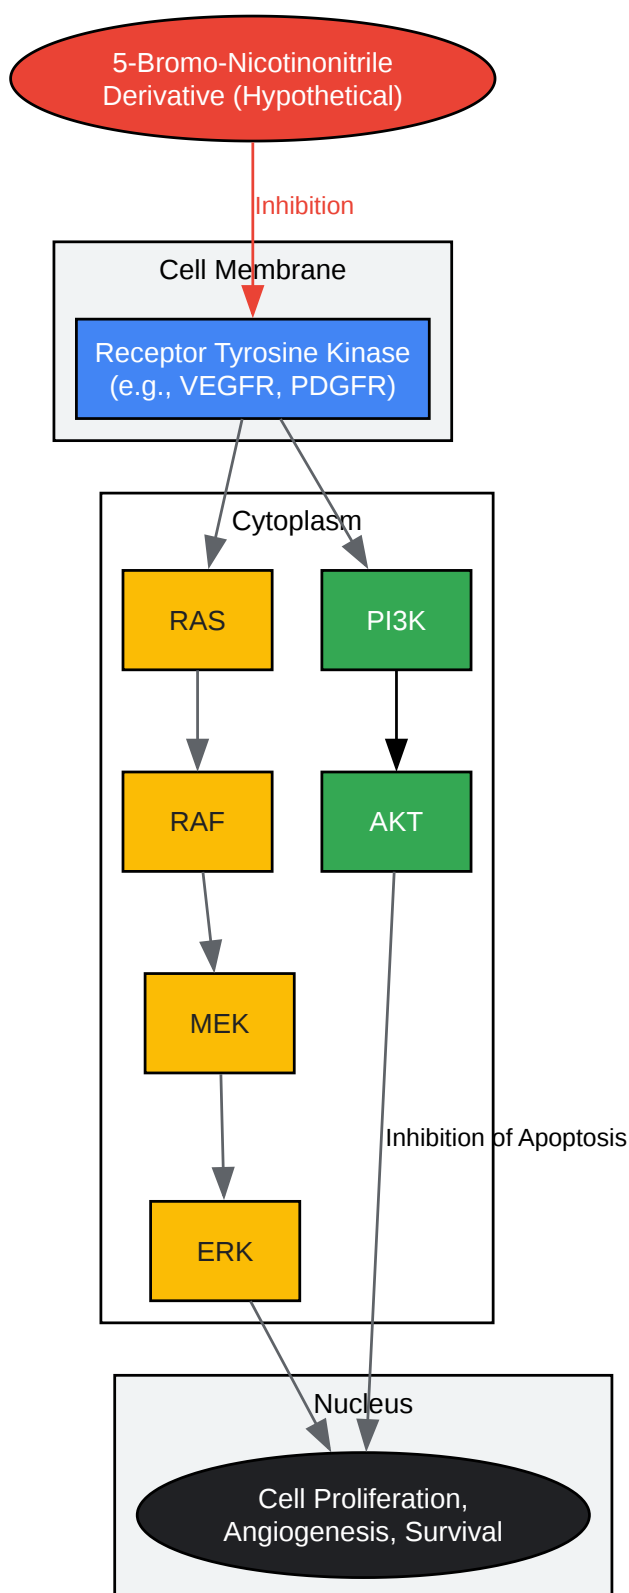 5-Bromo-Nicotinonitrile
Derivative (Hypothetical)
Inhibition
Cell Membrane
Receptor Tyrosine Kinase
(e.g., VEGFR, PDGFR)
Cytoplasm
RAS
PI3K
RAF
AKT
MEK
Inhibition of Apoptosis
ERK
Nucleus
Cell Proliferation,
Angiogenesis, Survival